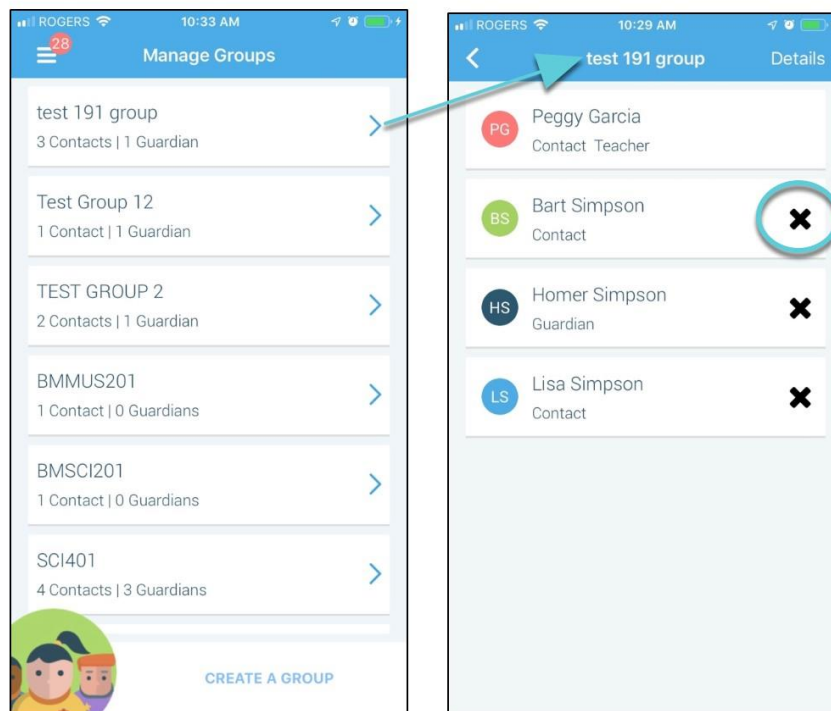 ROGERS 10:33 AM
28
Manage Groups
test 191 group
3 Contacts | 1 Guardian
Test Group 12
1 Contact | 1 Guardian
TEST GROUP 2
2 Contacts | 1 Guardian
BMMUS201
1 Contact | 0 Guardians
BMSCI201
1 Contact | 0 Guardians
SCI401
4 Contacts | 3 Guardians
CREATE A GROUP
ROGERS 10:29 AM
test 191 group Details
PG Peggy Garcia
Contact Teacher
BS Bart Simpson
Contact
HS Homer Simpson
Guardian
LS Lisa Simpson
Contact